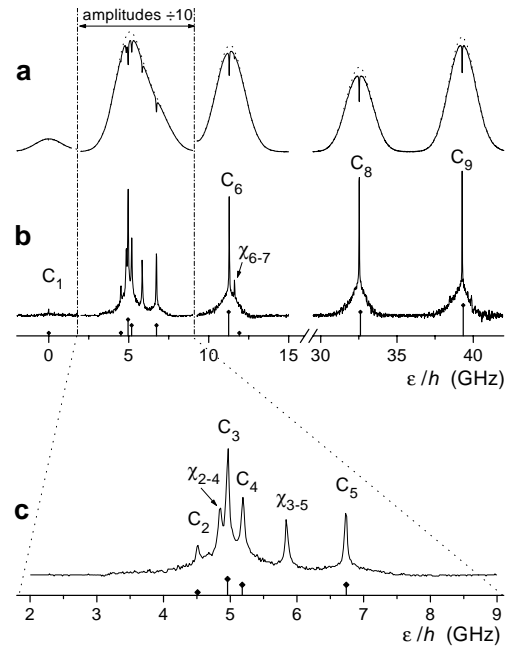 amplitudes ÷10
a
b
C1
C6
χ6-7
C8
C9
0 5 10 15 30 35 40
ε/h (GHz)
c
C2
χ2-4
C3
C4
χ3-5
C5
2 3 4 5 6 7 8 9
ε/h (GHz)